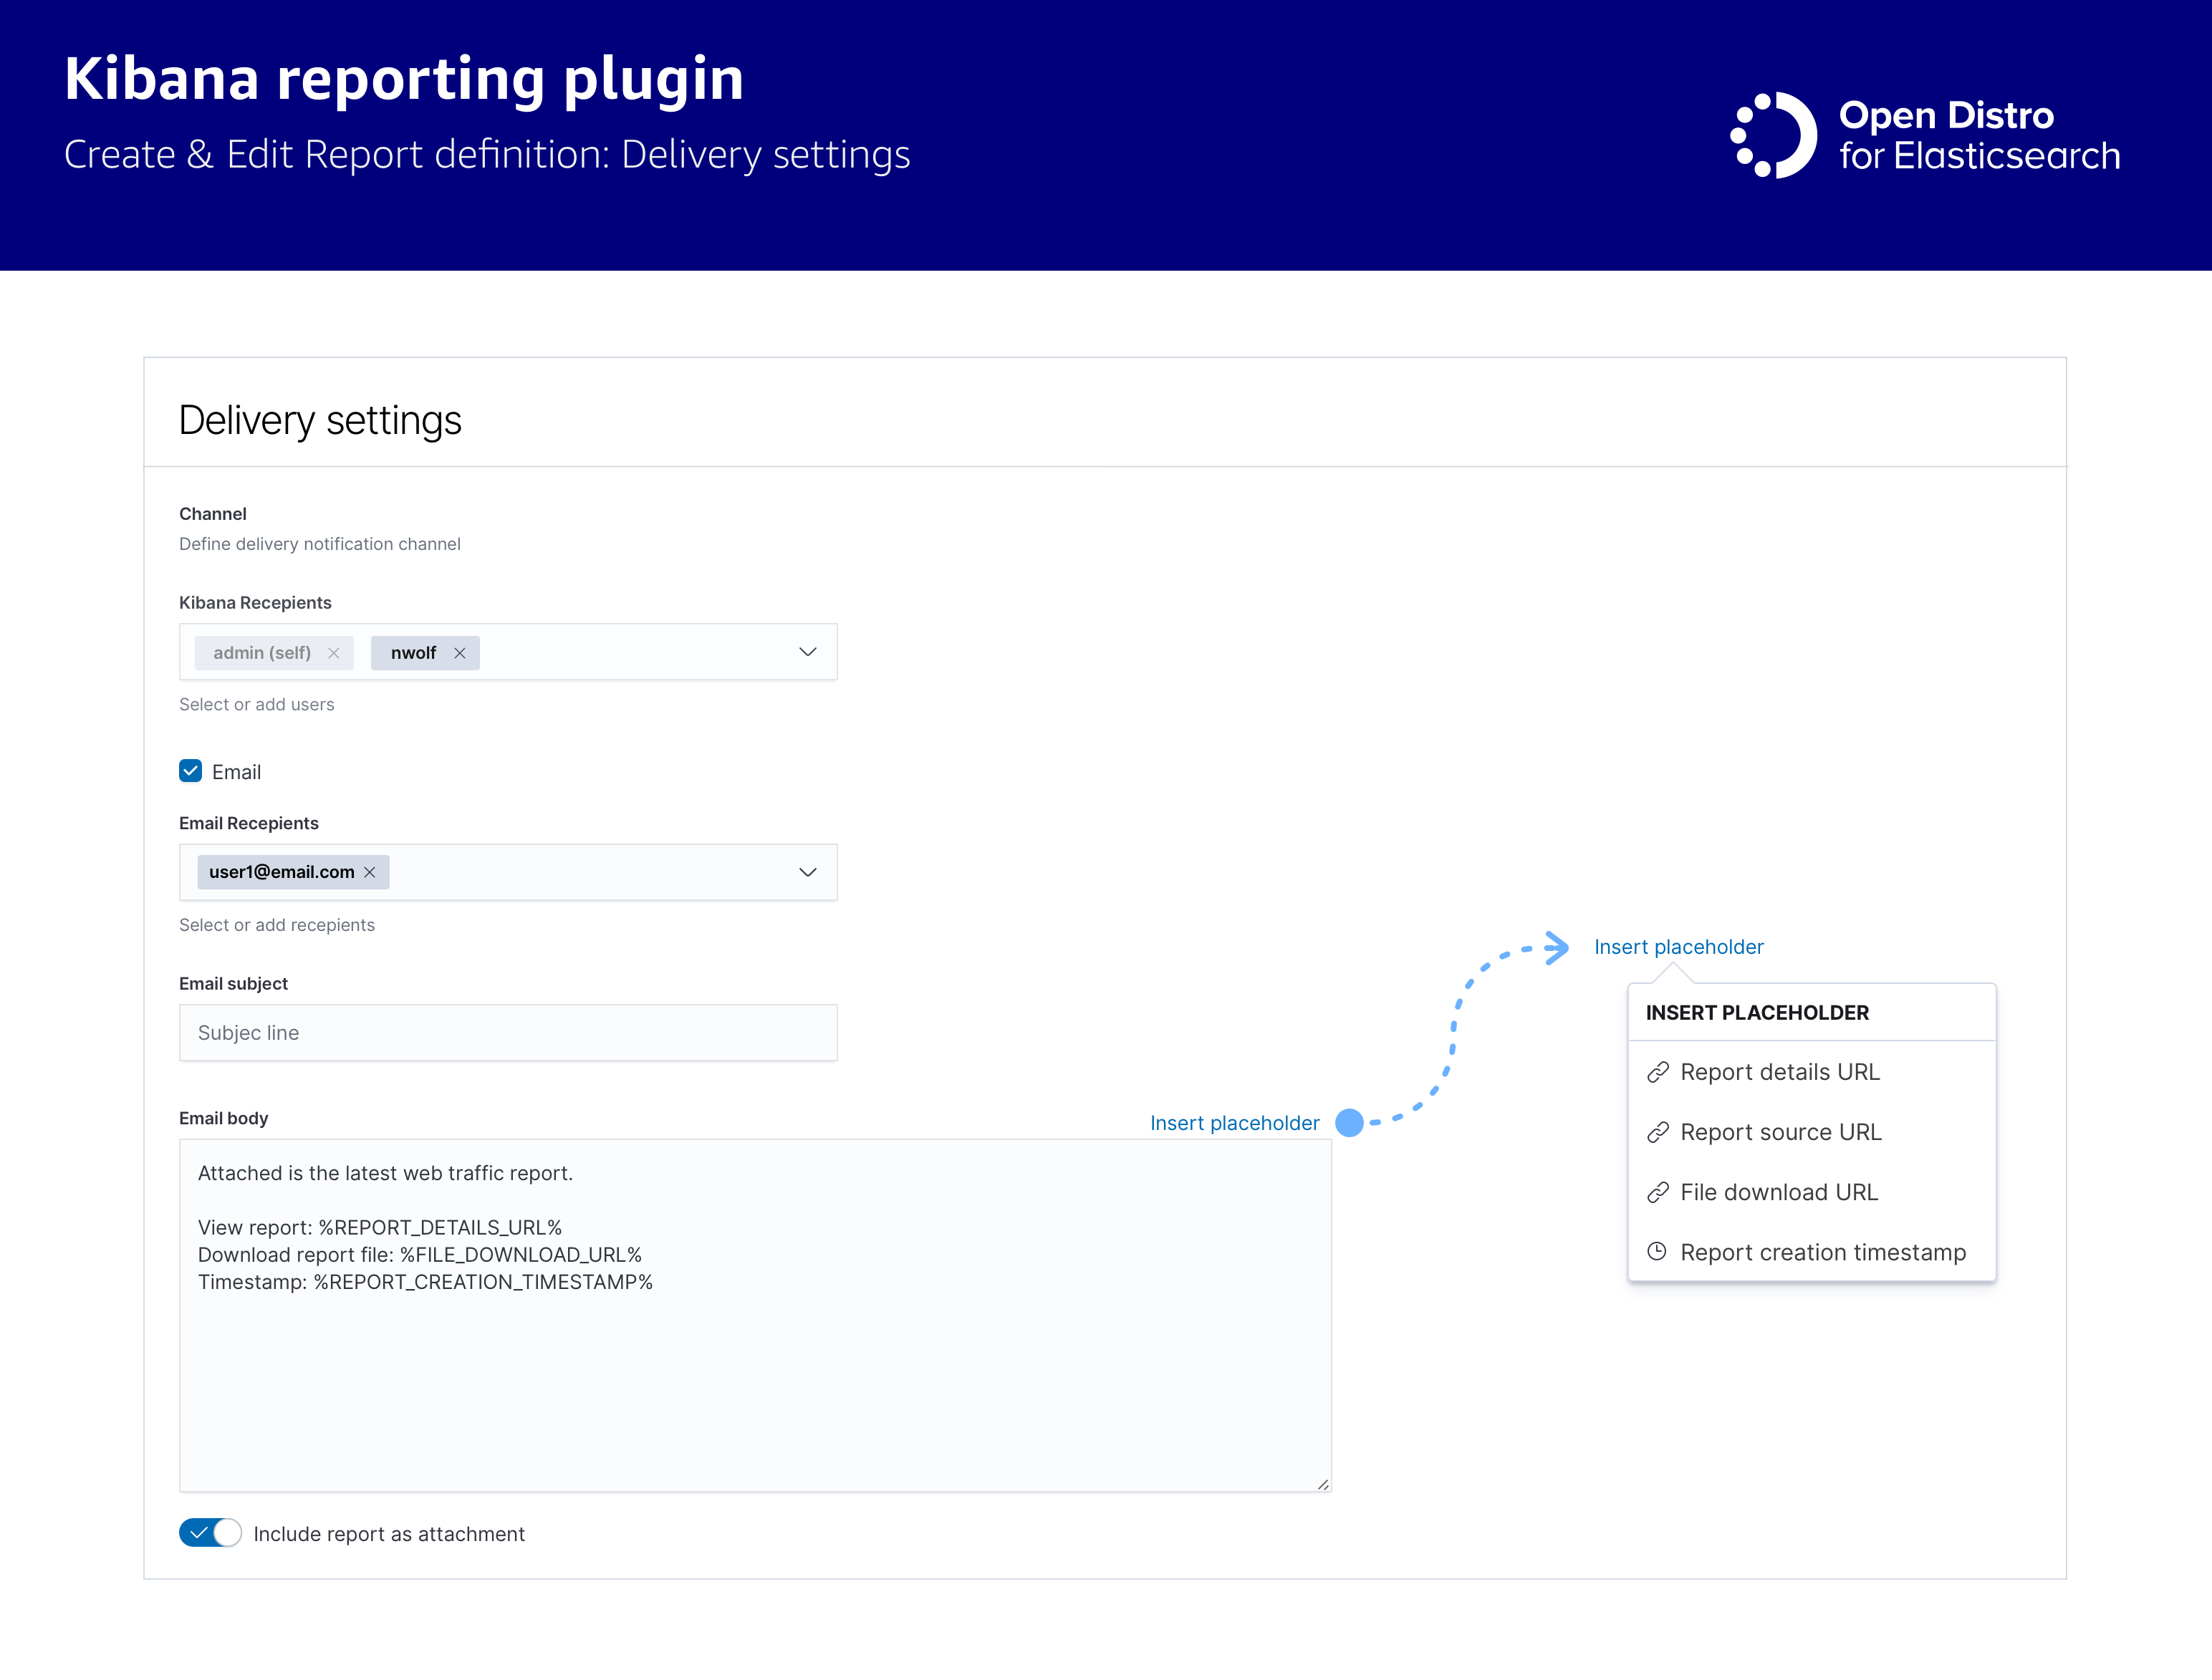 Kibana reporting plugin
Create & Edit Report definition: Delivery settings
Open Distro
for Elasticsearch
Delivery settings
Channel
Define delivery notification channel
Kibana Recepients
admin (self) nwolf
Select or add users
Email
Email Recepients
user1@email.com
Select or add recepients
Email subject
Subjec line
Email body
Insert placeholder
Attached is the latest web traffic report.
View report: %REPORT_DETAILS_URL%
Download report file: %FILE_DOWNLOAD_URL%
Timestamp: %REPORT_CREATION_TIMESTAMP%
Include report as attachment
Insert placeholder
INSERT PLACEHOLDER
Report details URL
Report source URL
File download URL
Report creation timestamp